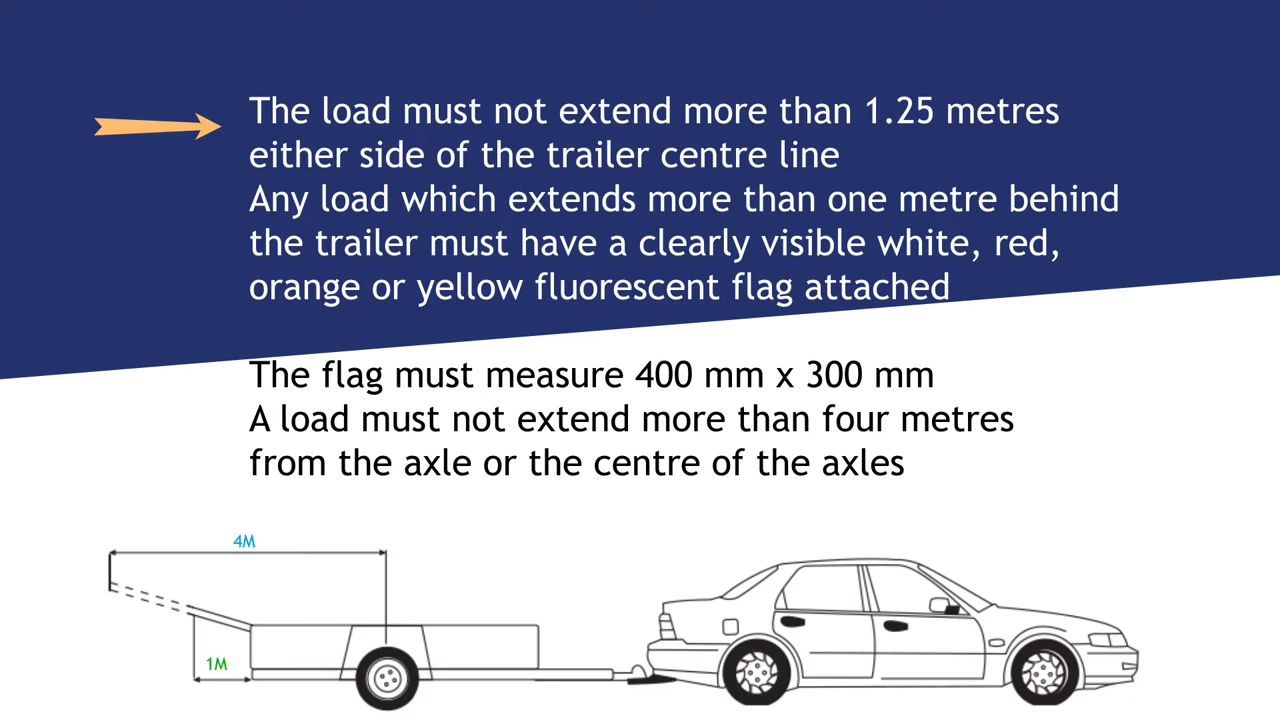 The load must not extend more than 1.25 metres
either side of the trailer centre line
Any load which extends more than one metre behind
the trailer must have a clearly visible white, red,
orange or yellow fluorescent flag attached
The flag must measure 400 mm x 300 mm
A load must not extend more than four metres
from the axle or the centre of the axles
4M
1M